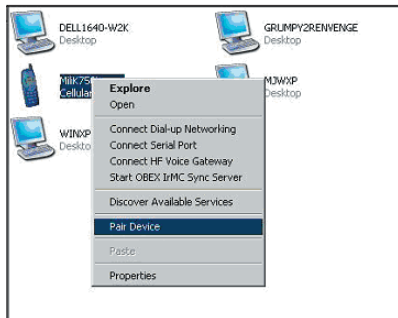 DELL1640-W2K
Desktop
GRUMPY2RENVENGE
Desktop
Cellular
MJWXP
Desktop
WINXP
Deskto
Explore
Open
Connect Dial-up Networking
Connect Serial Port
Connect HF Voice Gateway
Start OBEX IrMC Sync Server
Discover Available Services
Pair Device
Paste
Properties